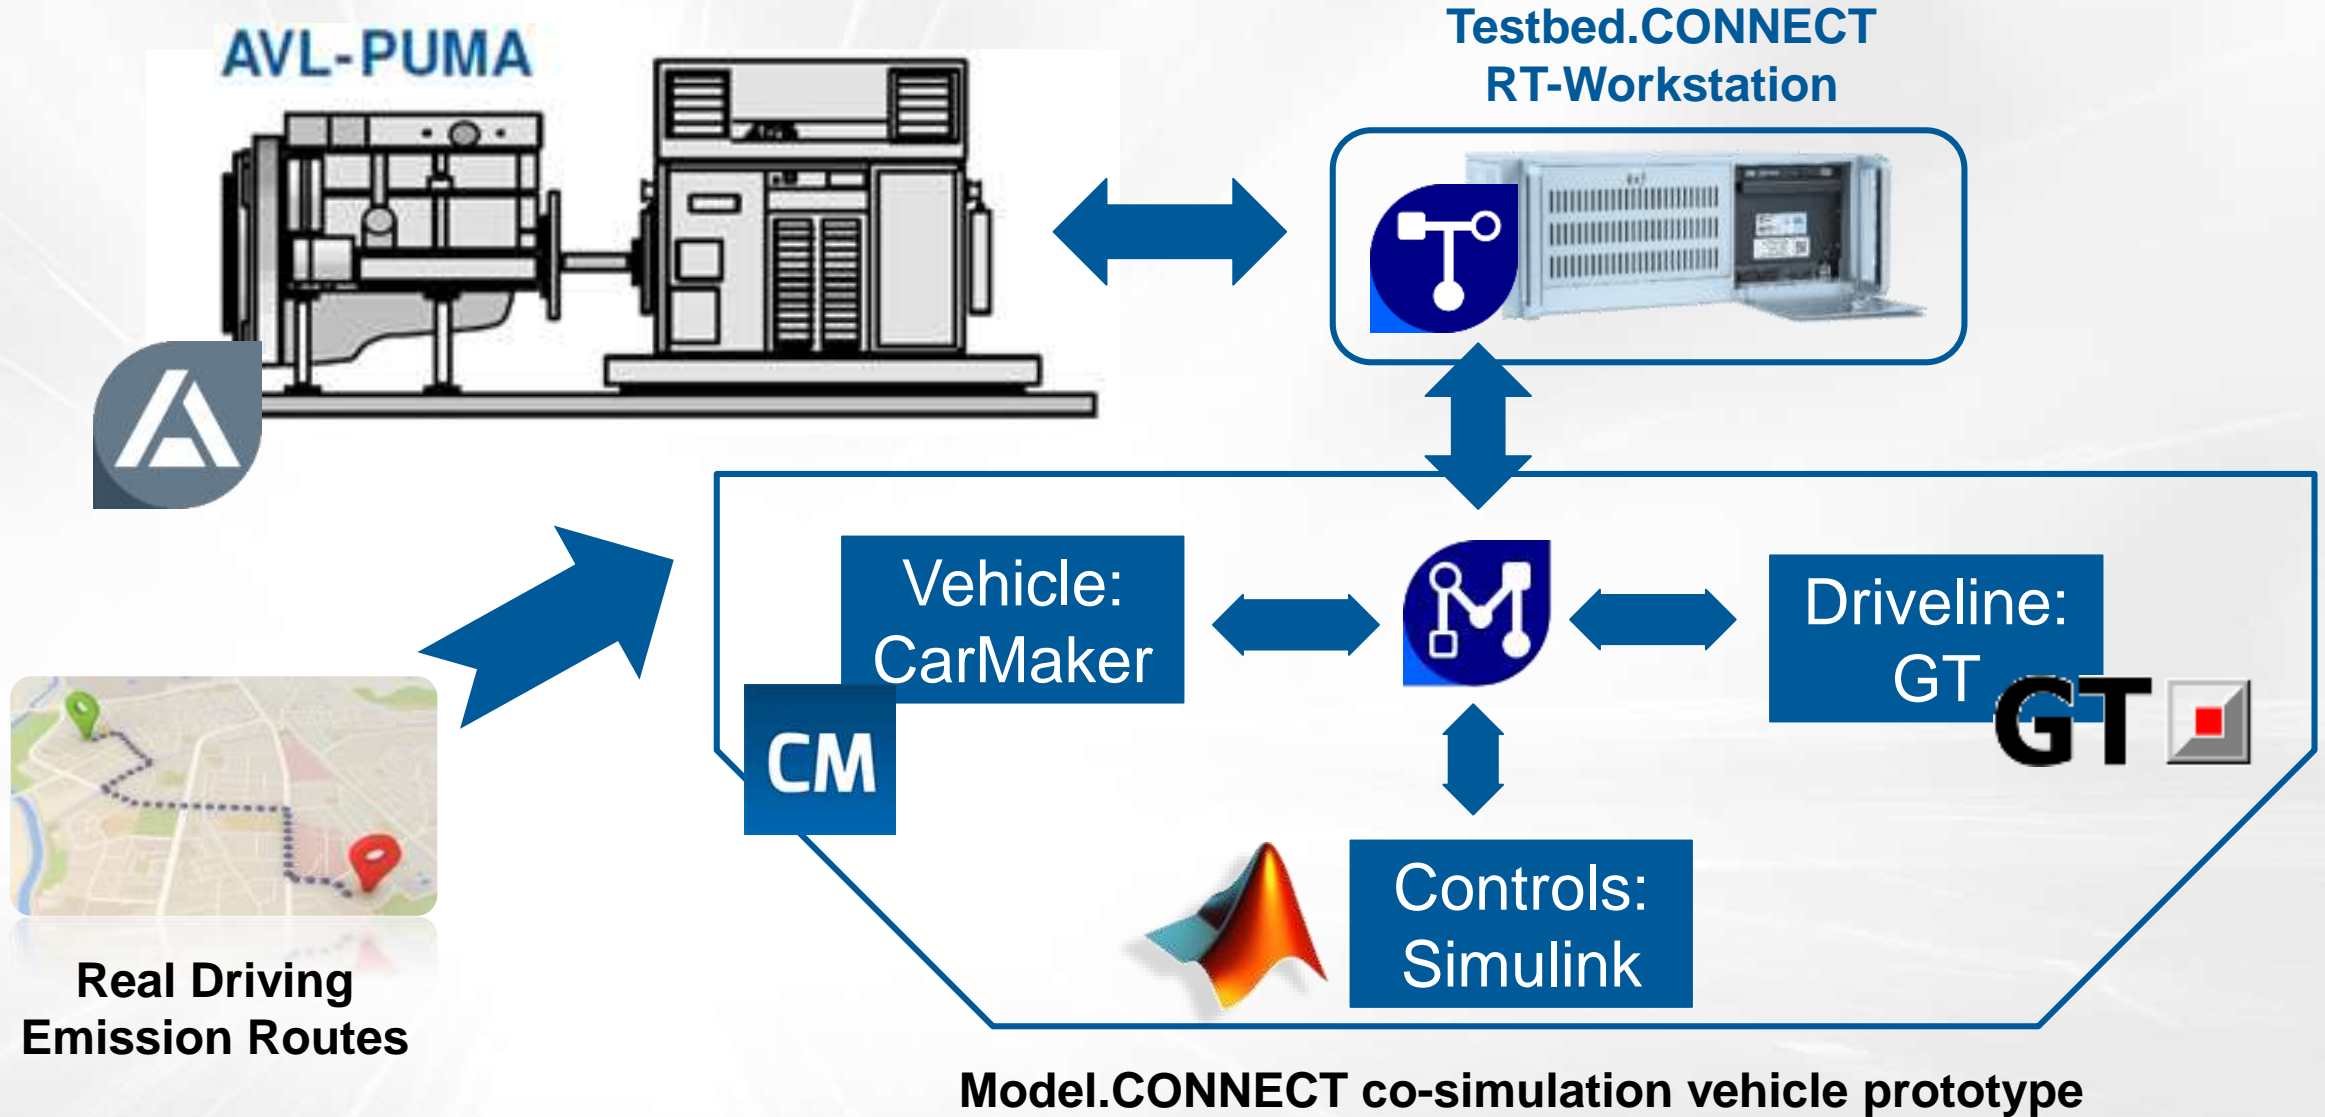 AVL-PUMA
Testbed.CONNECT
RT-Workstation
Vehicle:
CarMaker
CM
Driveline:
GT
GT
Controls:
Simulink
Real Driving
Emission Routes
Model.CONNECT co-simulation vehicle prototype